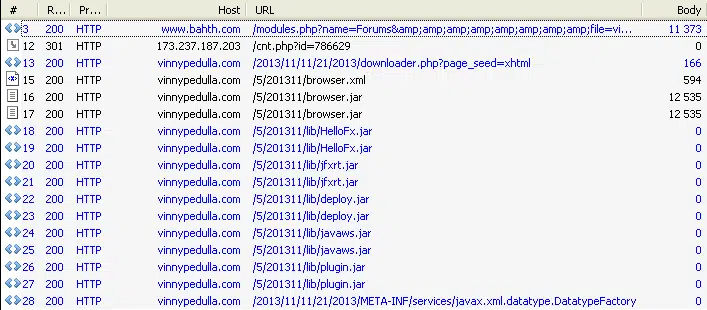 # R... Pr... Host URL Body
3 200 HTTP www.bahth.com /modules.php?name=Forums&amp;amp;amp;amp;amp;amp;amp;amp;file=vi... 11 373
12 301 HTTP 173.237.187.203 /cnt.php?id=786629 0
13 200 HTTP vinnypedulla.com /2013/11/11/21/2013/downloader.php?page_seed=xhtml 166
15 200 HTTP vinnypedulla.com /5/201311/browser.xml 594
16 200 HTTP vinnypedulla.com /5/201311/browser.jar 12 535
17 200 HTTP vinnypedulla.com /5/201311/browser.jar 12 535
18 200 HTTP vinnypedulla.com /5/201311/lib/HelloFx.jar 0
19 200 HTTP vinnypedulla.com /5/201311/lib/HelloFx.jar 0
20 200 HTTP vinnypedulla.com /5/201311/lib/jfxrt.jar 0
21 200 HTTP vinnypedulla.com /5/201311/lib/jfxrt.jar 0
22 200 HTTP vinnypedulla.com /5/201311/lib/deploy.jar 0
23 200 HTTP vinnypedulla.com /5/201311/lib/deploy.jar 0
24 200 HTTP vinnypedulla.com /5/201311/lib/javaws.jar 0
25 200 HTTP vinnypedulla.com /5/201311/lib/javaws.jar 0
26 200 HTTP vinnypedulla.com /5/201311/lib/plugin.jar 0
27 200 HTTP vinnypedulla.com /5/201311/lib/plugin.jar 0
28 200 HTTP vinnypedulla.com /2013/11/11/21/2013/META-INF/services/javax.xml.datatype.DatatypeFactory 0